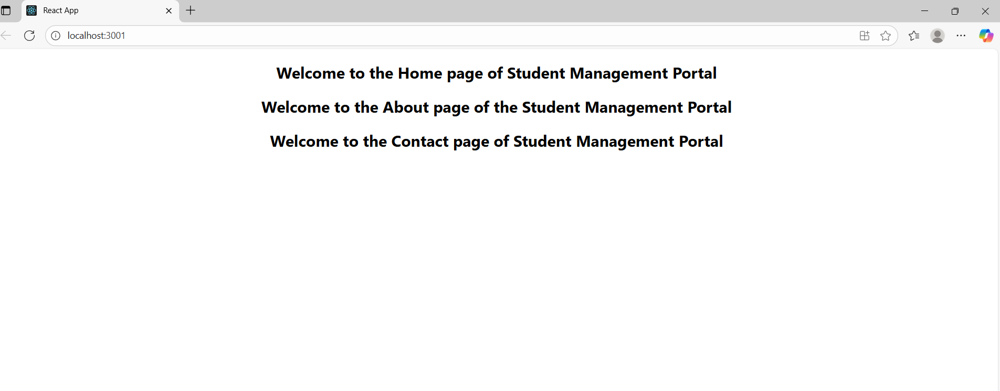 React App
localhost:3001
Welcome to the Home page of Student Management Portal
Welcome to the About page of the Student Management Portal
Welcome to the Contact page of Student Management Portal